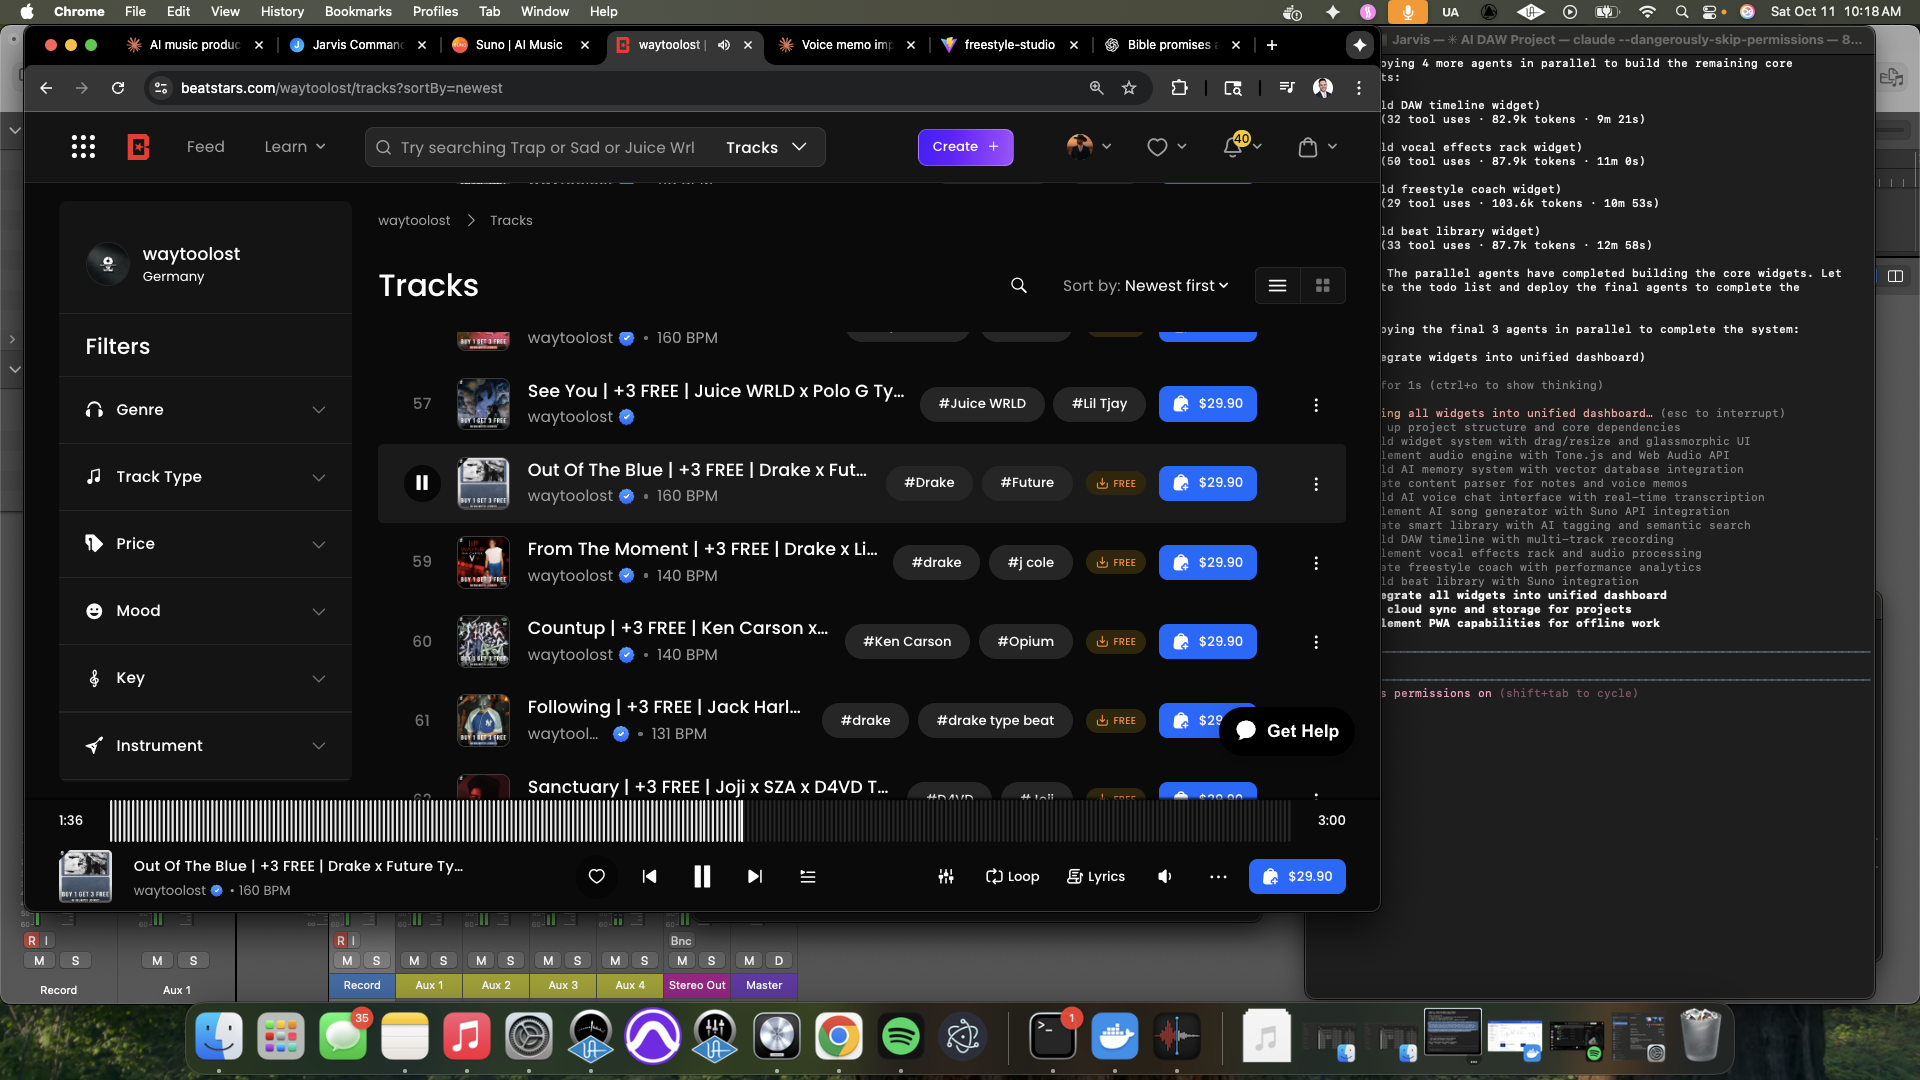 Chrome File Edit View History Bookmarks Profiles Tab Window Help
UA
Sat Oct 11 10:18 AM
AI music produc
Jarvis Comman
Suno | AI Music
waytoolost |
Voice memo imp
freestyle-studio
Bible promises
beatstars.com/waytoolost/tracks?sortBy=newest
Feed
Learn
Try searching Trap or Sad or Juice Wrl
Tracks
Create +
40
waytoolost
Germany
Filters
Genre
Track Type
Price
Mood
Key
Instrument
waytoolost > Tracks
Tracks
Sort by: Newest first
waytoolost • 160 BPM
57
See You | +3 FREE | Juice WRLD x Polo G Ty...
waytoolost
#Juice WRLD
#Lil Tjay
$29.90
Out Of The Blue | +3 FREE | Drake x Fut...
waytoolost • 160 BPM
#Drake
#Future
FREE
$29.90
59
From The Moment | +3 FREE | Drake x Li...
waytoolost • 140 BPM
#drake
#j cole
FREE
$29.90
60
Countup | +3 FREE | Ken Carson x...
waytoolost • 140 BPM
#Ken Carson
#Opium
FREE
$29.90
61
Following | +3 FREE | Jack Harl...
waytool... • 131 BPM
#drake
#drake type beat
FREE
$29
Get Help
Sanctuary | +3 FREE | Joji x SZA x D4VD T...
#D4VD
#Joji
FREE
$29.90
1:36
3:00
Out Of The Blue | +3 FREE | Drake x Future Ty...
waytoolost • 160 BPM
Loop
Lyrics
$29.90
Jarvis — ✳ AI DAW Project — claude --dangerously-skip-permissions — 8...
oying 4 more agents in parallel to build the remaining core
ts:
ld DAW timeline widget)
(32 tool uses · 82.9k tokens · 9m 21s)
ld vocal effects rack widget)
(50 tool uses · 87.9k tokens · 11m 0s)
ld freestyle coach widget)
(29 tool uses · 103.6k tokens · 10m 53s)
ld beat library widget)
(33 tool uses · 87.7k tokens · 12m 58s)
The parallel agents have completed building the core widgets. Let
te the todo list and deploy the final agents to complete the
oying the final 3 agents in parallel to complete the system:
egrate widgets into unified dashboard)
for 1s (ctrl+o to show thinking)
ing all widgets into unified dashboard… (esc to interrupt)
up project structure and core dependencies
ld widget system with drag/resize and glassmorphic UI
lement audio engine with Tone.js and Web Audio API
ld AI memory system with vector database integration
ate content parser for notes and voice memos
ld AI voice chat interface with real-time transcription
lement AI song generator with Suno API integration
ate smart library with AI tagging and semantic search
ld DAW timeline with multi-track recording
lement vocal effects rack and audio processing
ate freestyle coach with performance analytics
ld beat library with Suno integration
egrate all widgets into unified dashboard
cloud sync and storage for projects
lement PWA capabilities for offline work
s permissions on (shift+tab to cycle)
R I
R I
Bnc
M S M S M S M S M S M S M S M S M D
Record
Aux 1
Record
Aux 1
Aux 2
Aux 3
Aux 4
Stereo Out
Master
35
1